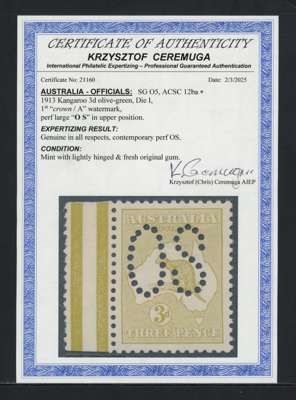 CERTIFICATE OF AUTHENTICITY
KRZYSZTOF CEREMUGA
International Philatelic Expertizing – Professional Guaranteed Authentication
Certificate No: 21160 Date: 2/3/2025
AUSTRALIA - OFFICIALS: SG O5, ACSC 12ba *
1913 Kangaroo 3d olive-green, Die I,
1st “crown / A” watermark,
perf large “O S” in upper position.
EXPERTIZING RESULT:
Genuine in all respects, contemporary perf OS.
CONDITION:
Mint with lightly hinged & fresh original gum.
Krzysztof (Chris) Ceremuga AIEP
AUSTRALIA
OS
3d
THREE PENCE